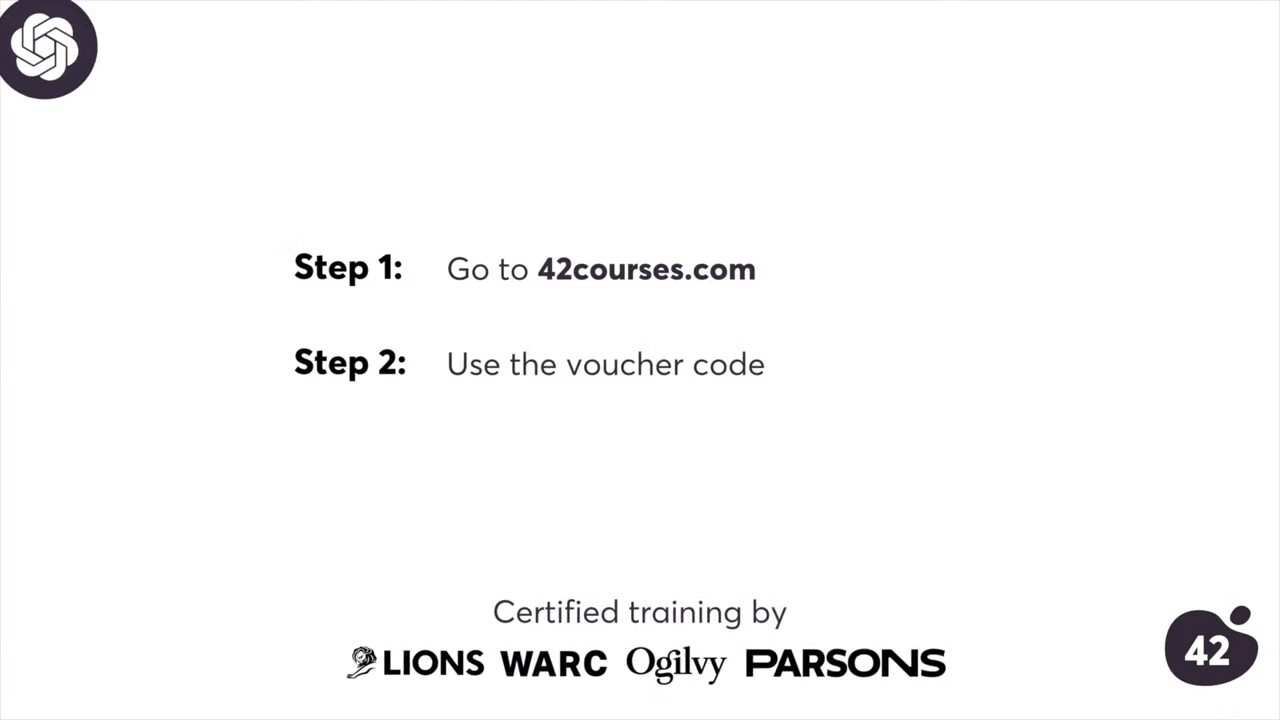 Step 1: Go to 42courses.com
Step 2: Use the voucher code
Certified training by
LIONS WARC Ogilvy PARSONS
42